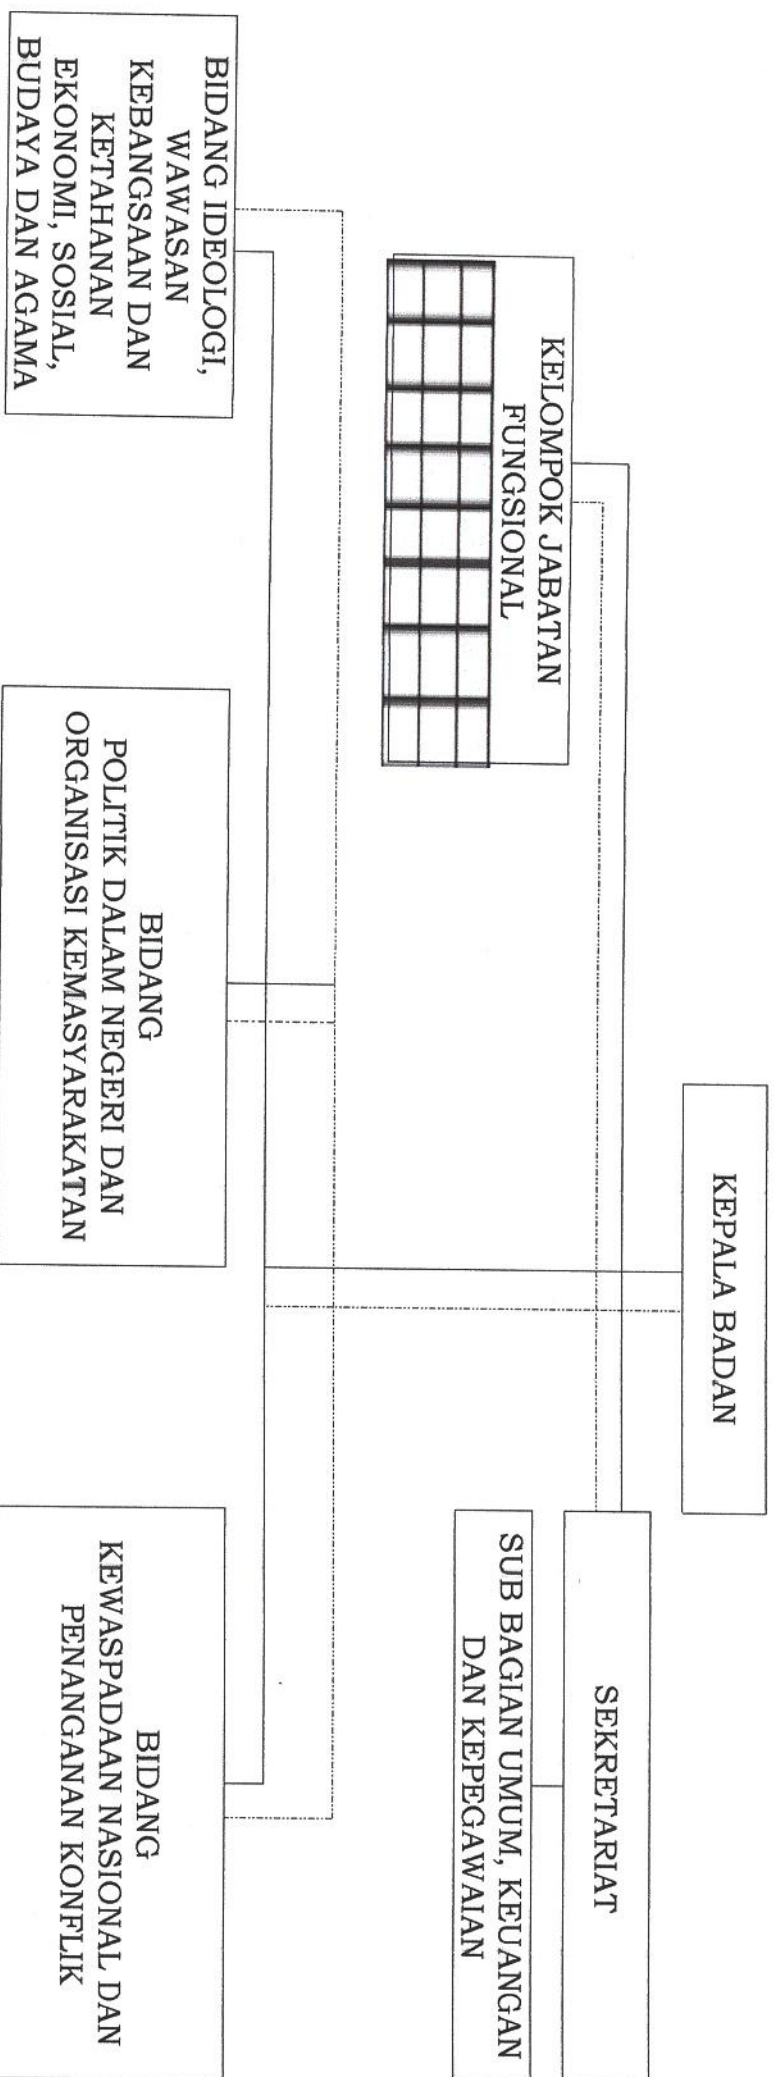 KEPALA BADAN
SEKRETARIAT
KELOMPOK JABATAN
FUNGSIONAL
SUB BAGIAN UMUM, KEUANGAN
DAN KEPEGAWAIAN
BIDANG IDEOLOGI,
WAWASAN
KEBANGSAAN DAN
KETAHANAN
EKONOMI, SOSIAL,
BUDAYA DAN AGAMA
BIDANG
POLITIK DALAM NEGERI DAN
ORGANISASI KEMASYARAKATAN
BIDANG
KEWASPADAAN NASIONAL DAN
PENANGANAN KONFLIK